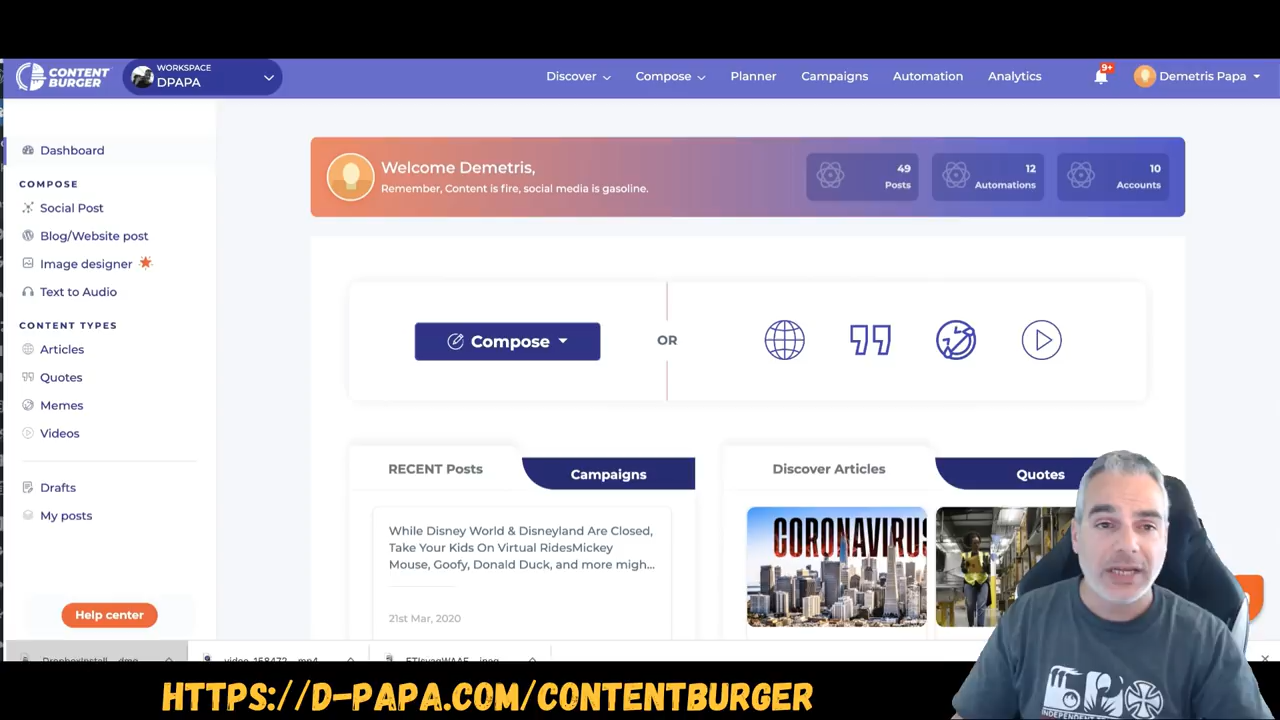 CONTENT
BURGER
WORKSPACE
DPAPA
Discover
Compose
Planner
Campaigns
Automation
Analytics
9+
Demetris Papa
Dashboard
COMPOSE
Social Post
Blog/Website post
Image designer
Text to Audio
CONTENT TYPES
Articles
Quotes
Memes
Videos
Drafts
My posts
Help center
Welcome Demetris,
Remember, Content is fire, social media is gasoline.
49
Posts
12
Automations
10
Accounts
Compose
OR
RECENT Posts
Campaigns
While Disney World & Disneyland Are Closed,
Take Your Kids On Virtual RidesMickey
Mouse, Goofy, Donald Duck, and more migh...
21st Mar, 2020
Discover Articles
Quotes
CORONAVIRUS
INDEPENDENT
HTTPS://D-PAPA.COM/CONTENTBURGER